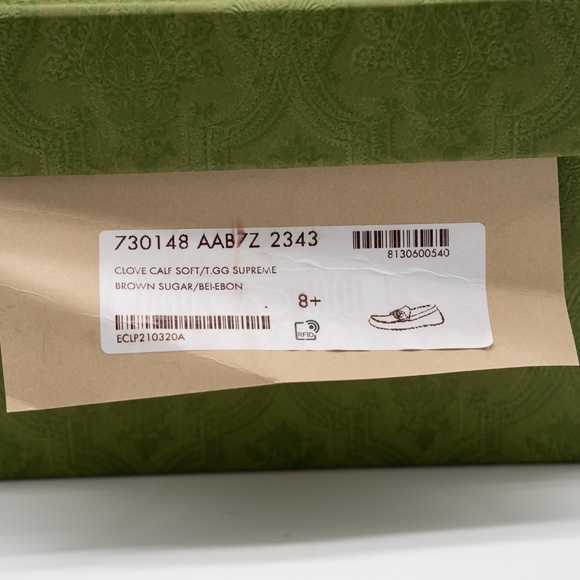 730148 AAB7Z 2343
8130600540
CLOVE CALF SOFT/T.GG SUPREME
BROWN SUGAR/BEI-EBON
8+
ECLP210320A
RFID